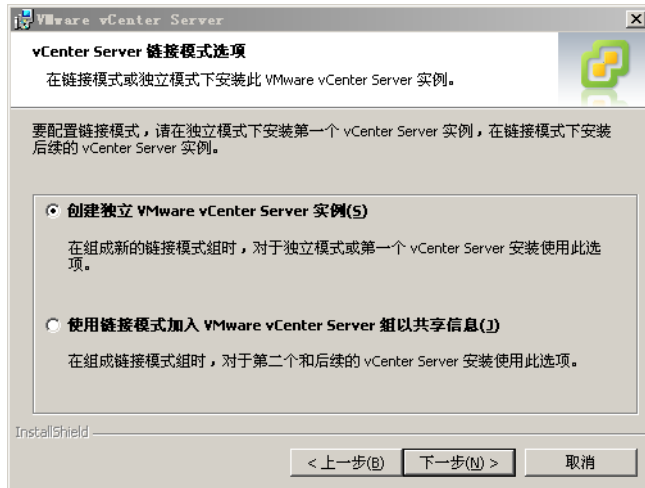 VMware vCenter Server
vCenter Server 链接模式选项
在链接模式或独立模式下安装此 VMware vCenter Server 实例。
要配置链接模式，请在独立模式下安装第一个 vCenter Server 实例，在链接模式下安装
后续的 vCenter Server 实例。
创建独立 VMware vCenter Server 实例(S)
在组成新的链接模式组时，对于独立模式或第一个 vCenter Server 安装使用此选
项。
使用链接模式加入 VMware vCenter Server 组以共享信息(J)
在组成链接模式组时，对于第二个和后续的 vCenter Server 安装使用此选项。
InstallShield
< 上一步(B) 下一步(N) > 取消